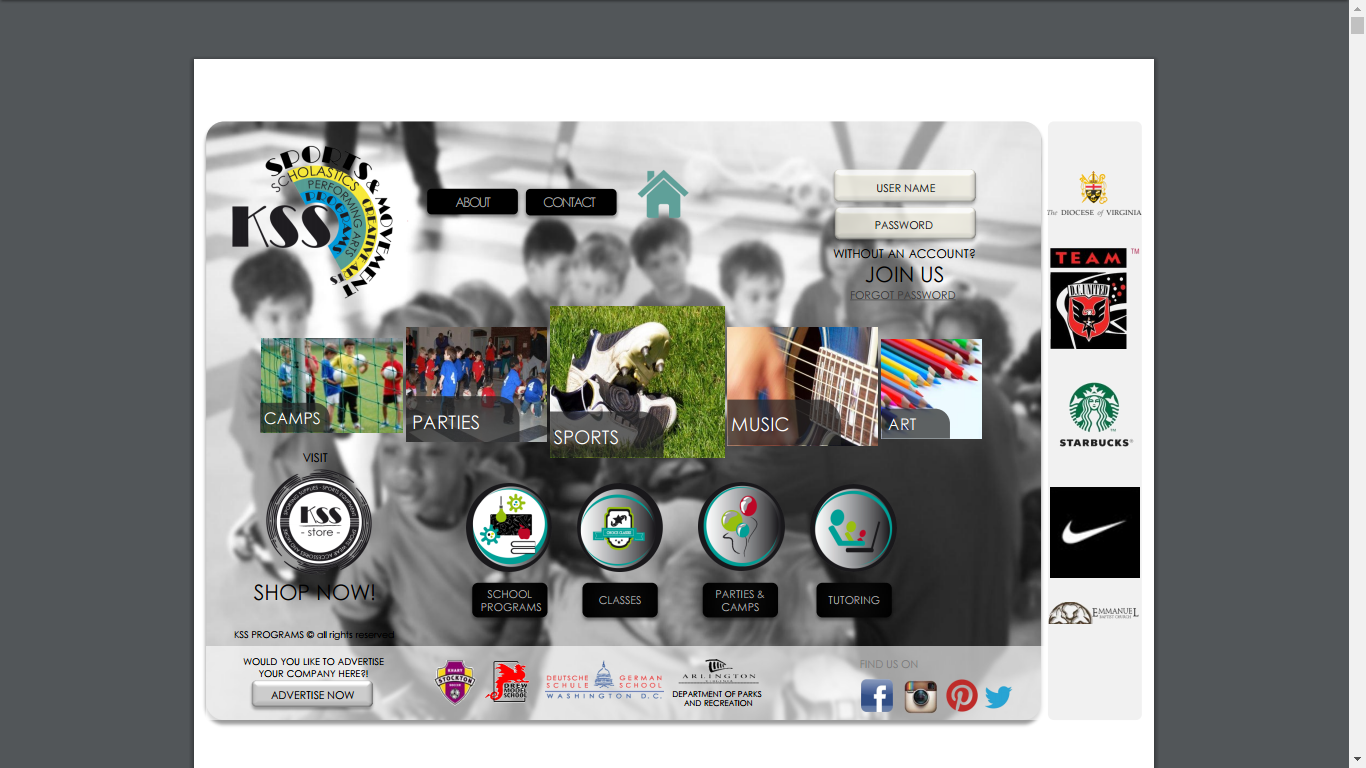 SPORTS & MOVEMENT
SCHOLASTICS
CREATIVE ARTS
PERFORMING ARTS
PROGRAMS
KSS
ABOUT
CONTACT
USER NAME
PASSWORD
WITHOUT AN ACCOUNT?
JOIN US
FORGOT PASSWORD
CAMPS
PARTIES
SPORTS
MUSIC
ART
VISIT
KSS
- store -
SHOP NOW!
SCHOOL
PROGRAMS
CLASSES
PARTIES &
CAMPS
TUTORING
KSS PROGRAMS © all rights reserved.
WOULD YOU LIKE TO ADVERTISE
YOUR COMPANY HERE?!
ADVERTISE NOW
STOCKTON
DREW
MODEL
SCHOOL
DEUTSCHE GERMAN
SCHULE SCHOOL
WASHINGTON D.C.
ARLINGTON
DEPARTMENT OF PARKS
AND RECREATION
FIND US ON
The DIOCESE of VIRGINIA
TEAM TM
D.C. UNITED
STARBUCKS®
EMMANUEL
BAPTIST CHURCH